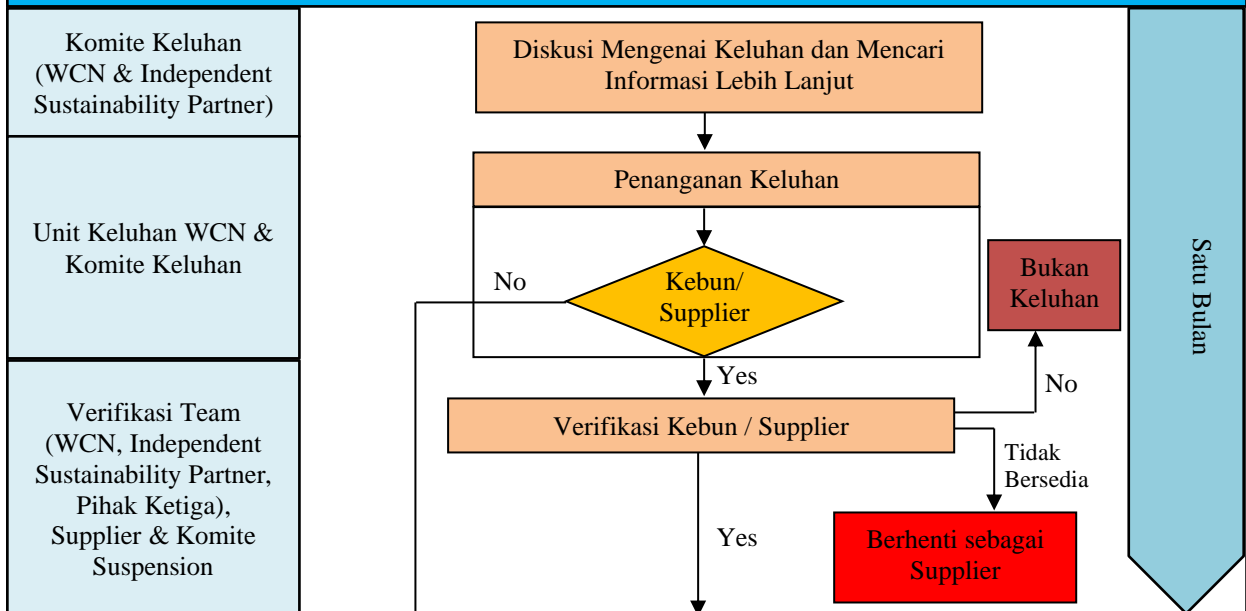 Komite Keluhan
(WCN & Independent
Sustainability Partner)
Diskusi Mengenai Keluhan dan Mencari
Informasi Lebih Lanjut
Penanganan Keluhan
Unit Keluhan WCN &
Komite Keluhan
No
Kebun/
Supplier
Bukan
Keluhan
Satu Bulan
Yes
No
Verifikasi Team
(WCN, Independent
Sustainability Partner,
Pihak Ketiga),
Supplier & Komite
Suspension
Verifikasi Kebun / Supplier
Tidak
Bersedia
Yes
Berhenti sebagai
Supplier